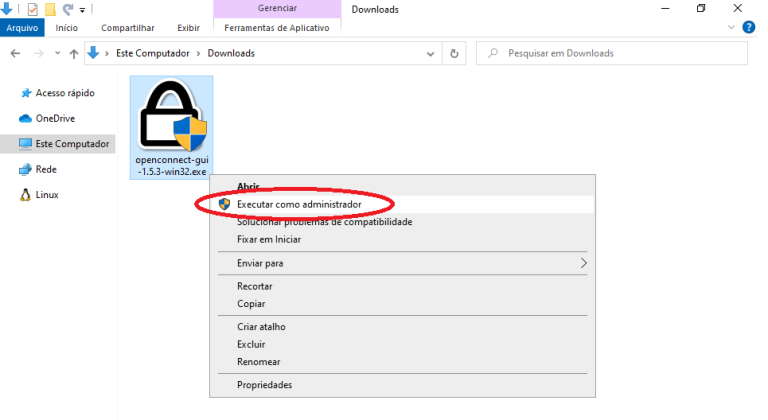 Gerenciar
Downloads
Arquivo
Início
Compartilhar
Exibir
Ferramentas de Aplicativo
Este Computador
Downloads
Pesquisar em Downloads
Acesso rápido
OneDrive
Este Computador
Rede
Linux
openconnect-gui
-1.5.3-win32.exe
Abrir
Executar como administrador
Solucionar problemas de compatibilidade
Fixar em Iniciar
Enviar para
Recortar
Copiar
Criar atalho
Excluir
Renomear
Propriedades